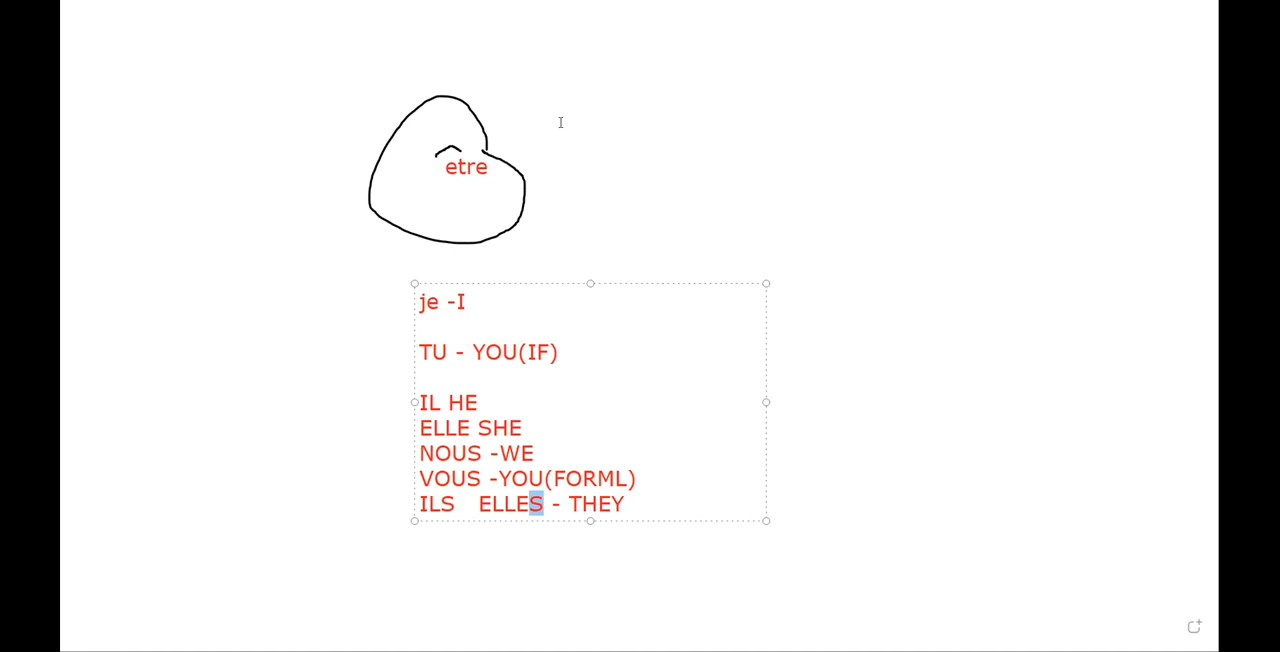 etre
je -I
TU - YOU(IF)
IL HE
ELLE SHE
NOUS -WE
VOUS -YOU(FORML)
ILS ELLES - THEY